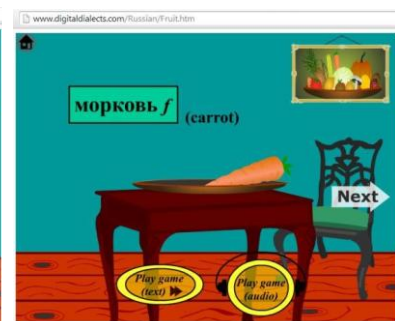 www.digitaldialects.com/Russian/Fruit.htm
морковь f
(carrot)
Next
Play game
(text)
Play game
(audio)